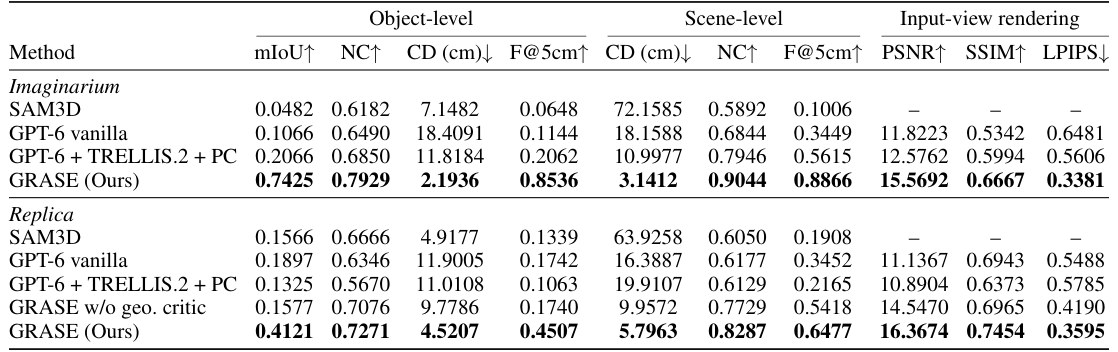 Object-level Scene-level Input-view rendering
Method mIoU↑ NC↑ CD (cm)↓ F@5cm↑ CD (cm)↓ NC↑ F@5cm↑ PSNR↑ SSIM↑ LPIPS↓
Imaginarium
SAM3D 0.0482 0.6182 7.1482 0.0648 72.1585 0.5892 0.1006 – – –
GPT-6 vanilla 0.1066 0.6490 18.4091 0.1144 18.1588 0.6844 0.3449 11.8223 0.5342 0.6481
GPT-6 + TRELLIS.2 + PC 0.2066 0.6850 11.8184 0.2062 10.9977 0.7946 0.5615 12.5762 0.5994 0.5606
GRASE (Ours) 0.7425 0.7929 2.1936 0.8536 3.1412 0.9044 0.8866 15.5692 0.6667 0.3381
Replica
SAM3D 0.1566 0.6666 4.9177 0.1339 63.9258 0.6050 0.1908 – – –
GPT-6 vanilla 0.1897 0.6346 11.9005 0.1742 16.3887 0.6177 0.3452 11.1367 0.6943 0.5488
GPT-6 + TRELLIS.2 + PC 0.1325 0.5670 11.0108 0.1063 19.9107 0.6129 0.2165 10.8904 0.6373 0.5785
GRASE w/o geo. critic 0.1577 0.7076 9.7786 0.1740 9.9572 0.7729 0.5418 14.5470 0.6965 0.4190
GRASE (Ours) 0.4121 0.7271 4.5207 0.4507 5.7963 0.8287 0.6477 16.3674 0.7454 0.3595